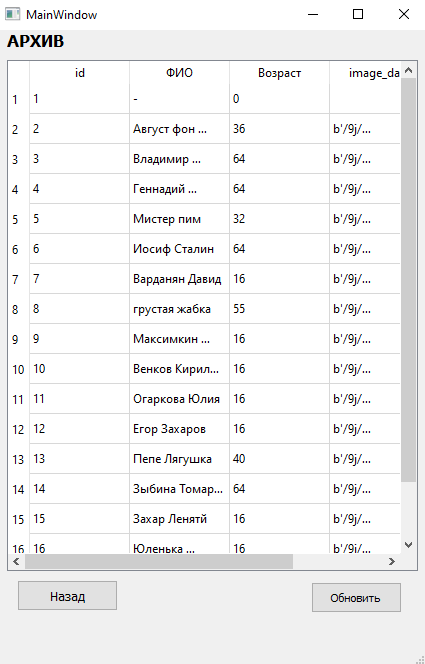 MainWindow
АРХИВ
id ФИО Возраст image_da
1 1 - 0
2 2 Август фон ... 36 b'/9j/...
3 3 Владимир ... 64 b'/9j/...
4 4 Геннадий ... 64 b'/9j/...
5 5 Мистер пим 32 b'/9j/...
6 6 Иосиф Сталин 64 b'/9j/...
7 7 Варданян Давид 16 b'/9j/...
8 8 грустая жабка 55 b'/9j/...
9 9 Максимкин ... 16 b'/9j/...
10 10 Венков Кирил... 16 b'/9j/...
11 11 Огаркова Юлия 16 b'/9j/...
12 12 Егор Захаров 16 b'/9j/...
13 13 Пепе Лягушка 40 b'/9j/...
14 14 Зыбина Томар... 64 b'/9j/...
15 15 Захар Ленятй 16 b'/9j/...
16 16 Юленька ... 16 b'/9j/...
Назад Обновить